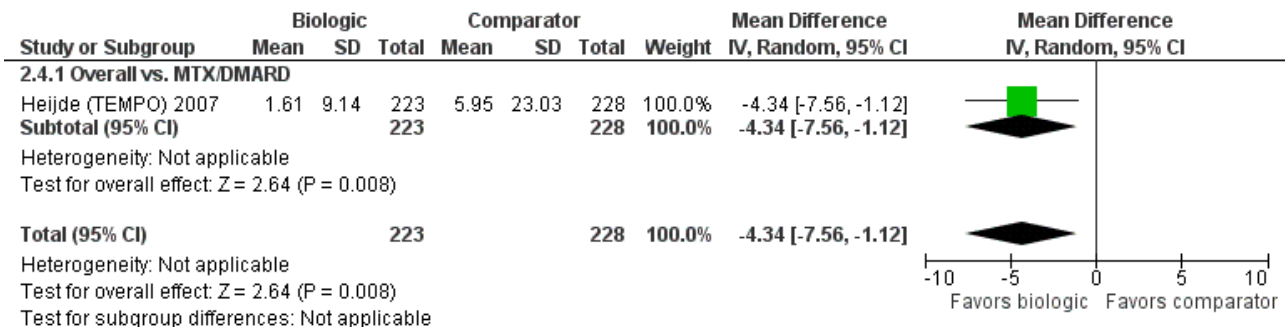 Biologic Comparator Mean Difference Mean Difference
Study or Subgroup Mean SD Total Mean SD Total Weight IV, Random, 95% CI IV, Random, 95% CI
2.4.1 Overall vs. MTX/DMARD
Heijde (TEMPO) 2007 1.61 9.14 223 5.95 23.03 228 100.0% -4.34 [-7.56, -1.12]
Subtotal (95% CI) 223 228 100.0% -4.34 [-7.56, -1.12]
Heterogeneity: Not applicable
Test for overall effect: Z = 2.64 (P = 0.008)
Total (95% CI) 223 228 100.0% -4.34 [-7.56, -1.12]
Heterogeneity: Not applicable
Test for overall effect: Z = 2.64 (P = 0.008)
Test for subgroup differences: Not applicable
-10 -5 0 5 10
Favors biologic Favors comparator